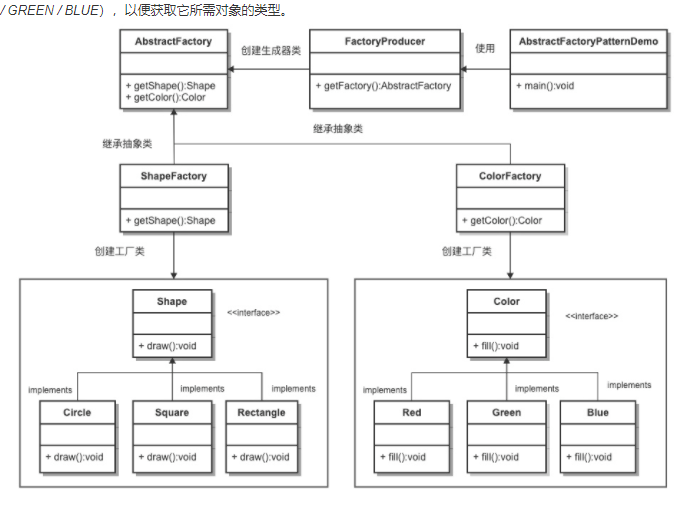 / GREEN / BLUE），以便获取它所需对象的类型。
AbstractFactory
+ getShape():Shape
+ getColor():Color
创建生成器类
FactoryProducer
+ getFactory():AbstractFactory
使用
AbstractFactoryPatternDemo
+ main():void
继承抽象类
继承抽象类
ShapeFactory
+ getShape():Shape
ColorFactory
+ getColor():Color
创建工厂类
创建工厂类
Shape
+ draw():void
<<interface>>
implements
implements
implements
Circle
+ draw():void
Square
+ draw():void
Rectangle
+ draw():void
Color
+ fill():void
<<interface>>
implements
implements
implements
Red
+ fill():void
Green
+ fill():void
Blue
+ fill():void